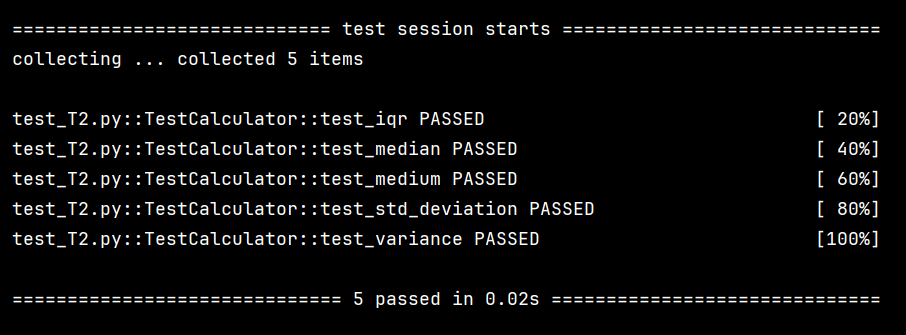 ============================= test session starts =============================
collecting ... collected 5 items
test_T2.py::TestCalculator::test_iqr PASSED [ 20%]
test_T2.py::TestCalculator::test_median PASSED [ 40%]
test_T2.py::TestCalculator::test_medium PASSED [ 60%]
test_T2.py::TestCalculator::test_std_deviation PASSED [ 80%]
test_T2.py::TestCalculator::test_variance PASSED [100%]
============================== 5 passed in 0.02s ==============================